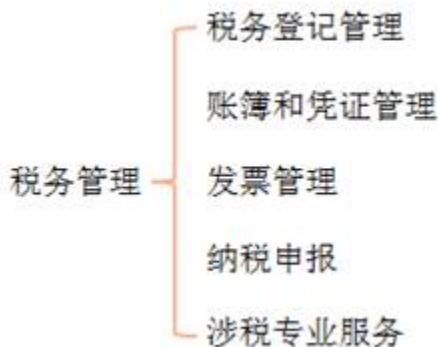 税务登记管理
账簿和凭证管理
税务管理
发票管理
纳税申报
涉税专业服务